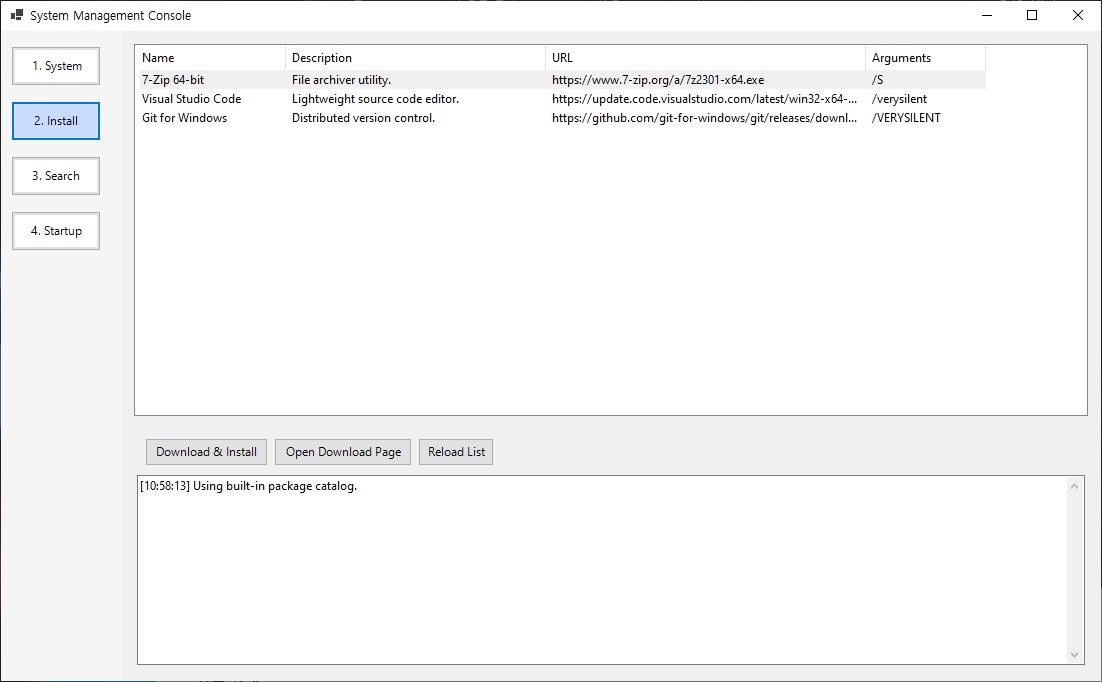 System Management Console
1. System
2. Install
3. Search
4. Startup
Name Description URL Arguments
7-Zip 64-bit File archiver utility. https://www.7-zip.org/a/7z2301-x64.exe /S
Visual Studio Code Lightweight source code editor. https://update.code.visualstudio.com/latest/win32-x64-... /verysilent
Git for Windows Distributed version control. https://github.com/git-for-windows/git/releases/downl... /VERYSILENT
Download & Install Open Download Page Reload List
[10:58:13] Using built-in package catalog.